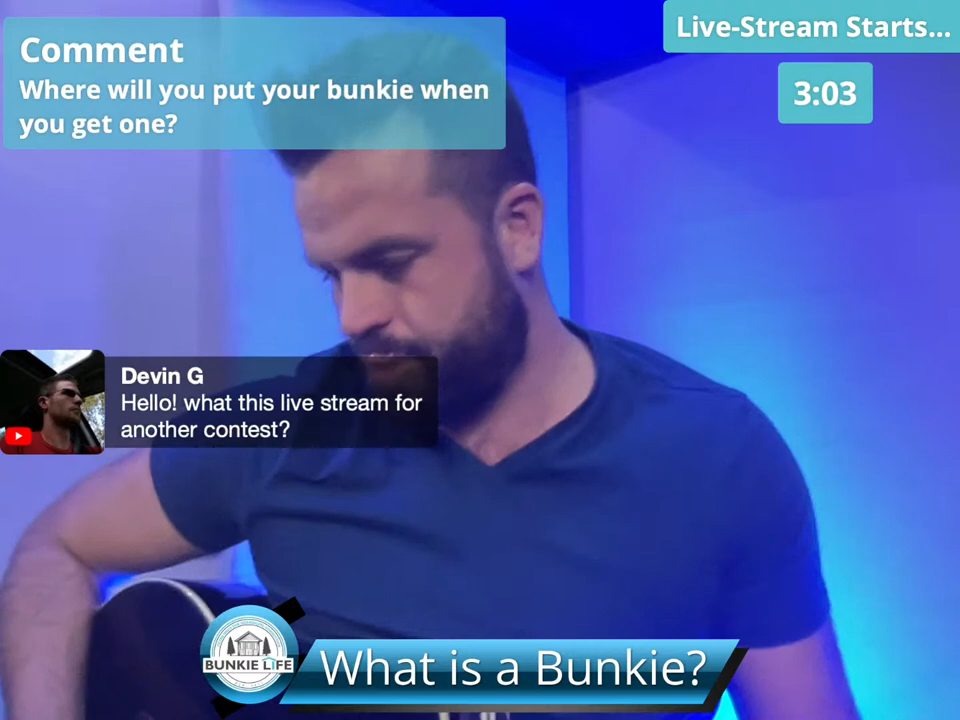 Comment
Where will you put your bunkie when
you get one?
Live-Stream Starts...
3:03
Devin G
Hello! what this live stream for
another contest?
BUNKIE LIFE
What is a Bunkie?